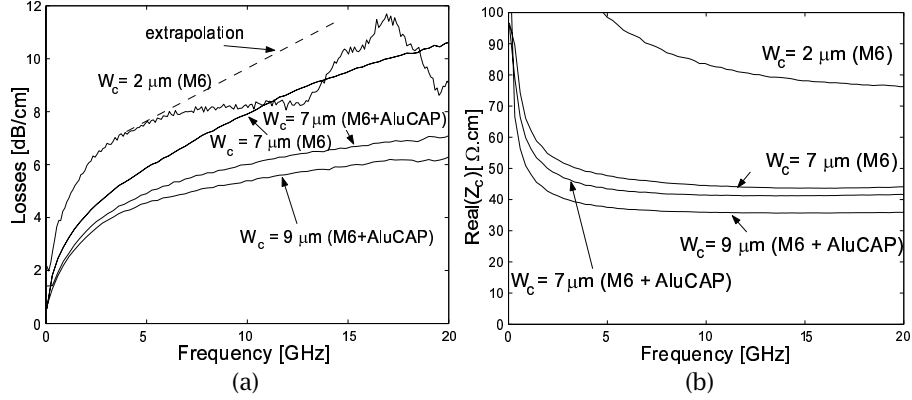 (a)
Losses [dB/cm]
12
10
8
6
4
2
0
extrapolation
W_c = 2 μm (M6)
W_c = 7 μm (M6+AluCAP)
W_c = 7 μm (M6)
W_c = 9 μm (M6+AluCAP)
0 5 10 15 20
Frequency [GHz]
(b)
Real(Z_c) [Ω.cm]
100
90
80
70
60
50
40
30
20
10
0
W_c = 2 μm (M6)
W_c = 7 μm (M6)
W_c = 9 μm (M6 + AluCAP)
W_c = 7 μm (M6 + AluCAP)
0 5 10 15 20
Frequency [GHz]